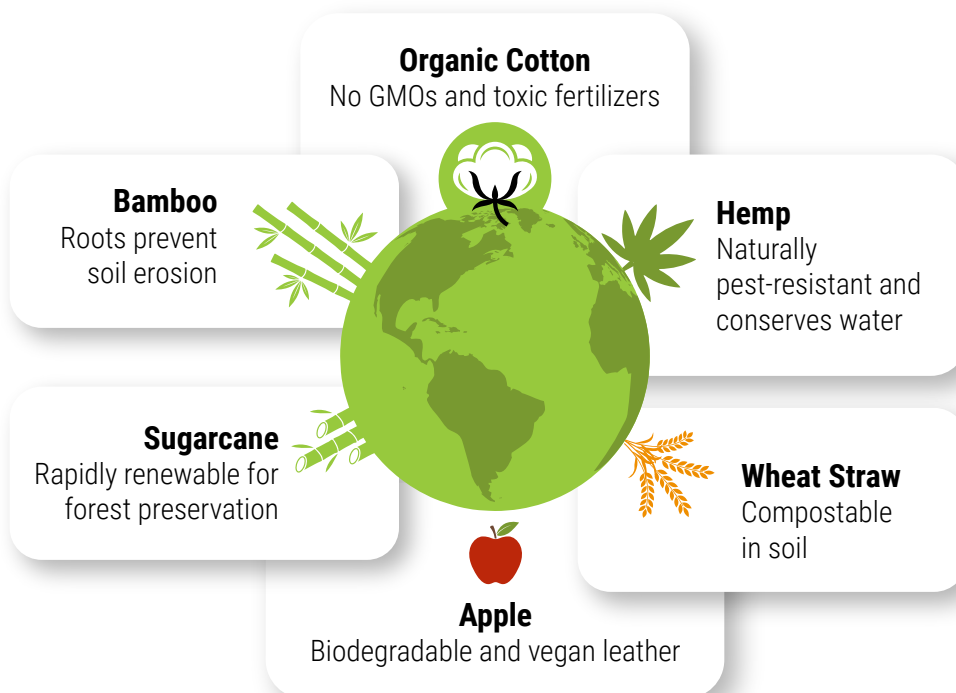 Organic Cotton
No GMOs and toxic fertilizers
Bamboo
Roots prevent
soil erosion
Hemp
Naturally
pest-resistant and
conserves water
Sugarcane
Rapidly renewable for
forest preservation
Wheat Straw
Compostable
in soil
Apple
Biodegradable and vegan leather